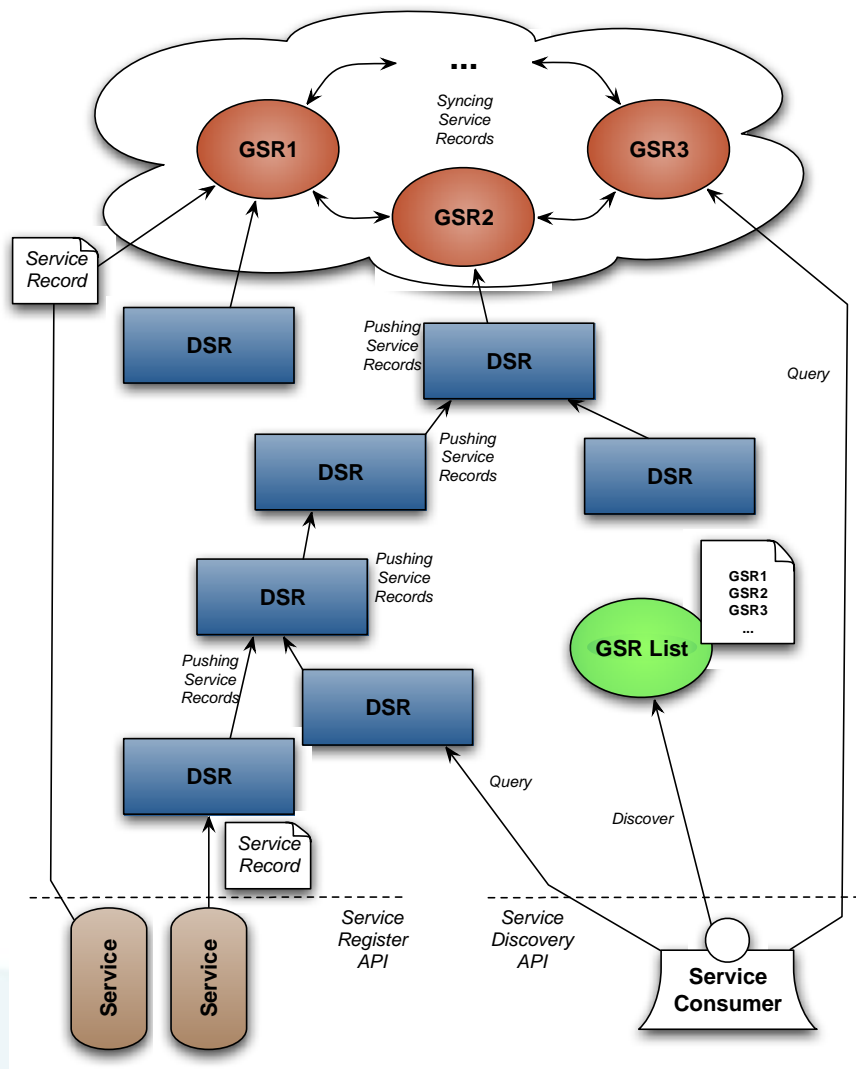 ...
Syncing
Service
Records
GSR1
GSR3
GSR2
Service
Record
DSR
Pushing
Service
Records
DSR
Query
DSR
Pushing
Service
Records
DSR
DSR
Pushing
Service
Records
GSR1
GSR2
GSR3
...
GSR List
Pushing
Service
Records
DSR
DSR
Query
Discover
Service
Record
Service
Register
API
Service
Discovery
API
Service
Service
Service
Consumer